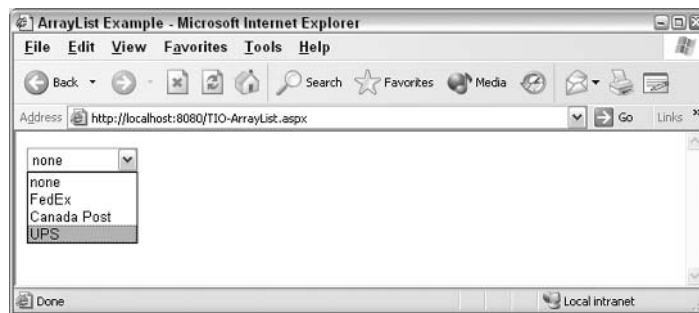 ArrayList Example - Microsoft Internet Explorer
File Edit View Favorites Tools Help
Back Search Favorites Media
Address http://localhost:8080/TIO-ArrayList.aspx Go Links »
none
none
FedEx
Canada Post
UPS
Done Local intranet